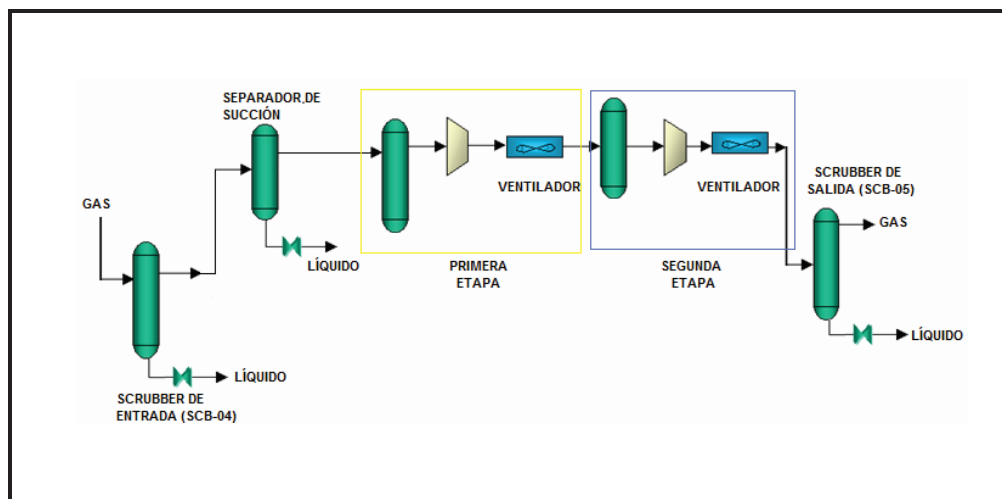 SEPARADOR,DE
SUCCIÓN
GAS
LÍQUIDO
SCRUBBER DE
ENTRADA (SCB-04)
LÍQUIDO
VENTILADOR
PRIMERA
ETAPA
VENTILADOR
SEGUNDA
ETAPA
SCRUBBER DE
SALIDA (SCB-05)
GAS
LÍQUIDO